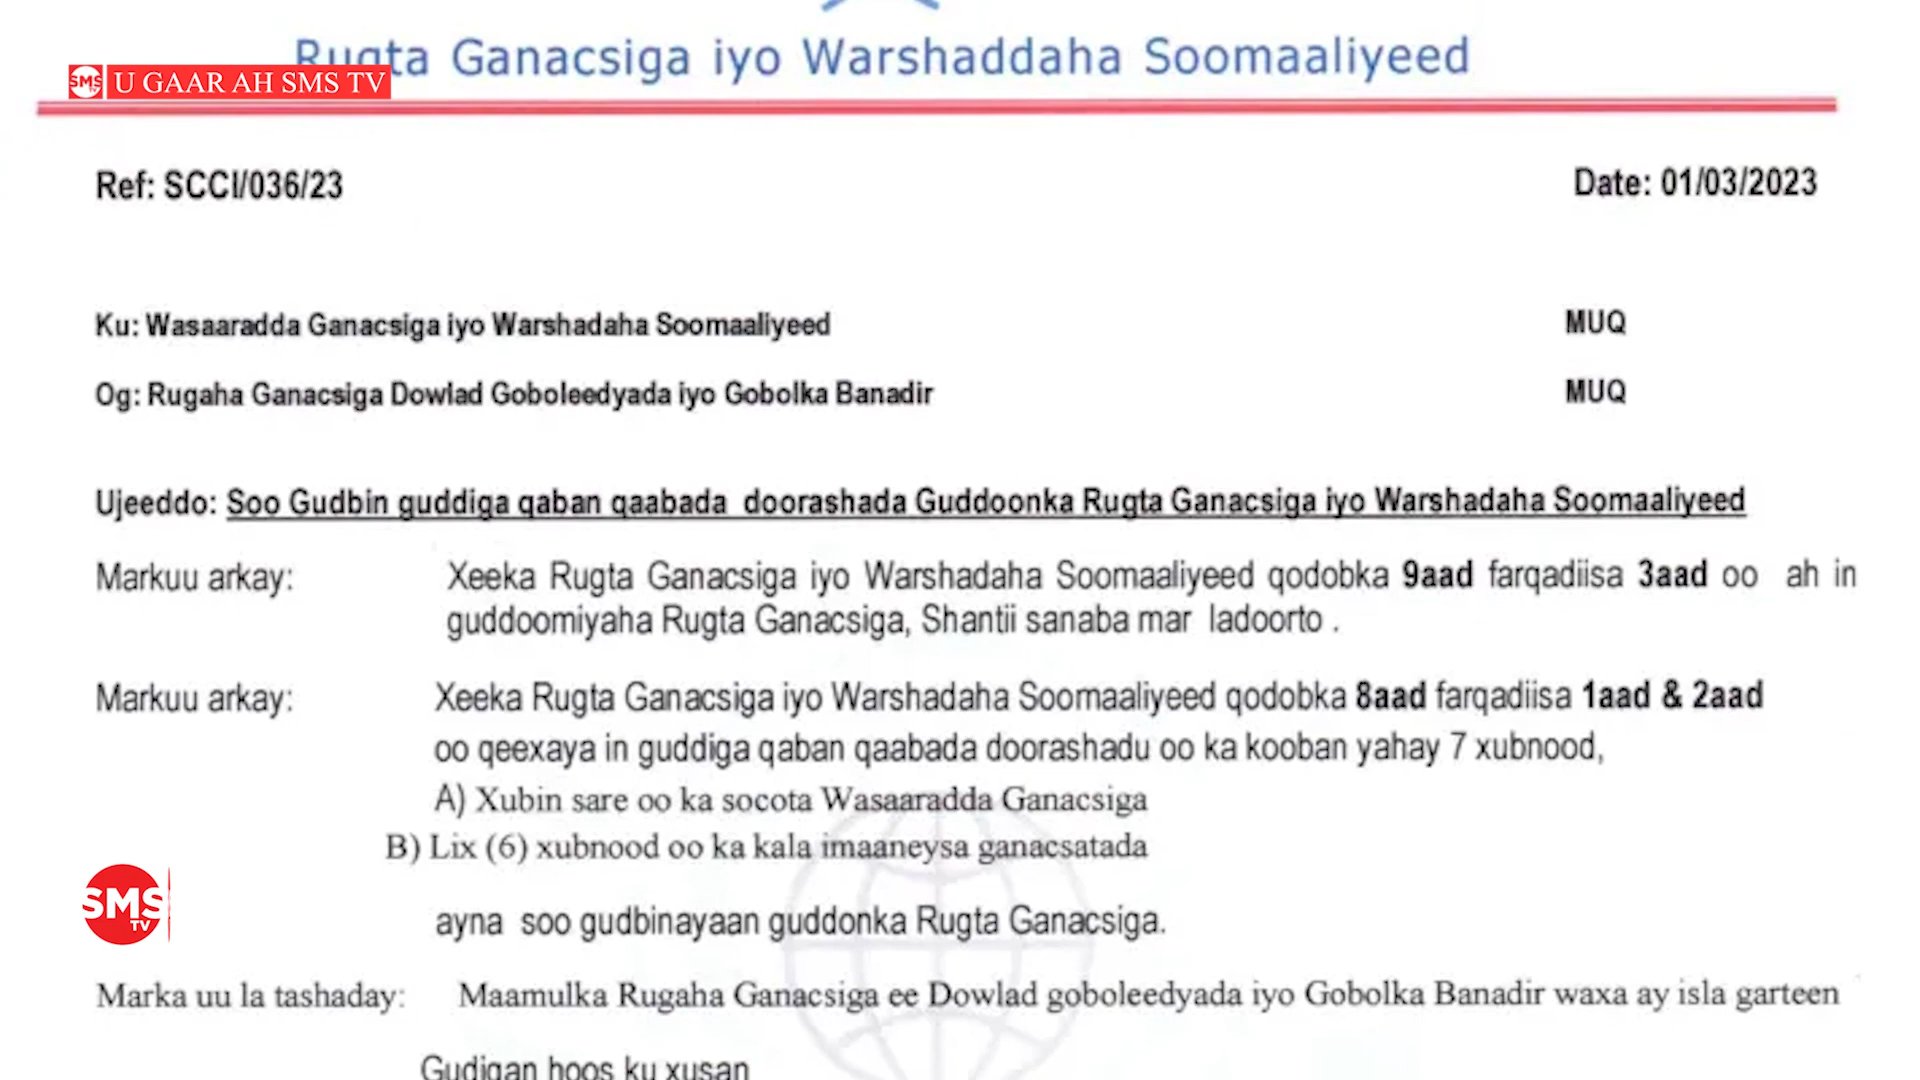 Rugta Ganacsiga iyo Warshaddaha Soomaaliyeed
SMS U GAAR AH SMS TV
Ref: SCCI/036/23
Date: 01/03/2023
Ku: Wasaaradda Ganacsiga iyo Warshadaha Soomaaliyeed MUQ
Og: Rugaha Ganacsiga Dowlad Goboleedyada iyo Gobolka Banadir MUQ
Ujeeddo: Soo Gudbin guddiga qaban qaabada doorashada Guddoonka Rugta Ganacsiga iyo Warshadaha Soomaaliyeed
Markuu arkay: Xeeka Rugta Ganacsiga iyo Warshadaha Soomaaliyeed qodobka 9aad farqadiisa 3aad oo ah in
guddoomiyaha Rugta Ganacsiga, Shantii sanaba mar ladoorto .
Markuu arkay: Xeeka Rugta Ganacsiga iyo Warshadaha Soomaaliyeed qodobka 8aad farqadiisa 1aad & 2aad
oo qeexaya in guddiga qaban qaabada doorashadu oo ka kooban yahay 7 xubnood,
A) Xubin sare oo ka socota Wasaaradda Ganacsiga
B) Lix (6) xubnood oo ka kala imaaneysa ganacsatada
SMS TV
ayna soo gudbinayaan guddonka Rugta Ganacsiga.
Marka uu la tashaday: Maamulka Rugaha Ganacsiga ee Dowlad goboleedyada iyo Gobolka Banadir waxa ay isla garteen
Gudigan hoos ku xusan